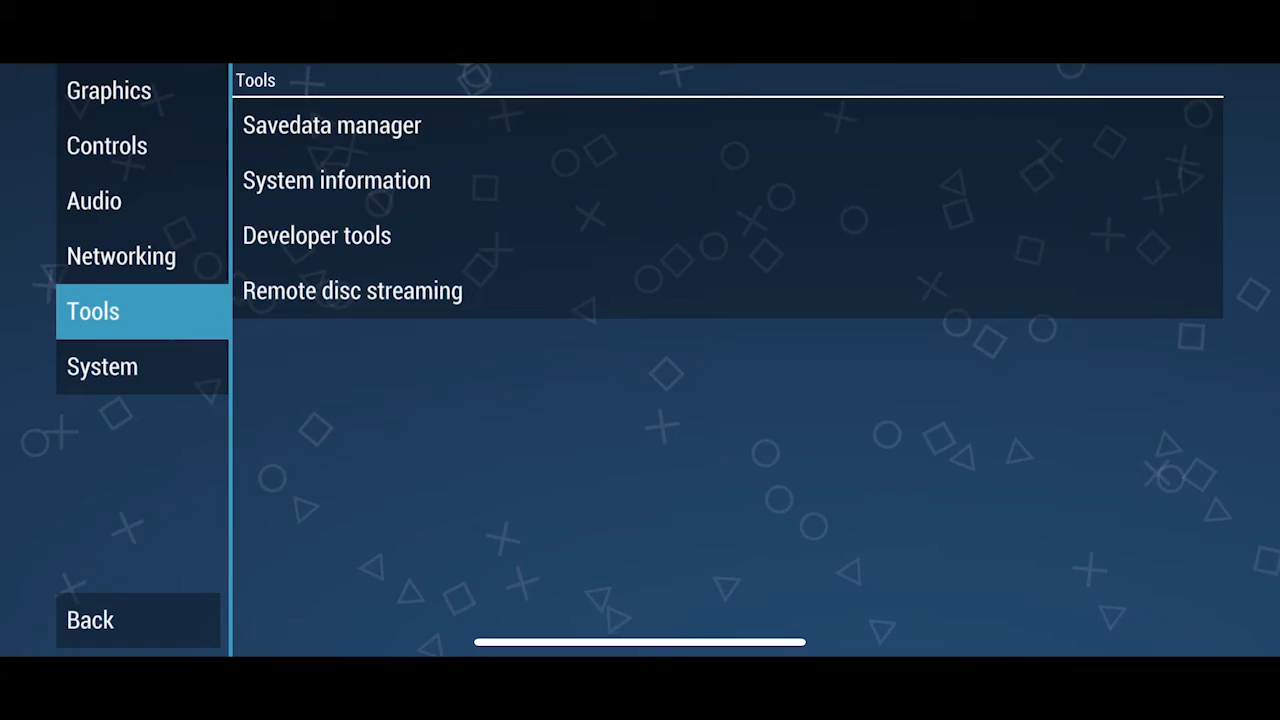 Graphics
Controls
Audio
Networking
Tools
System
Back
Tools
Savedata manager
System information
Developer tools
Remote disc streaming